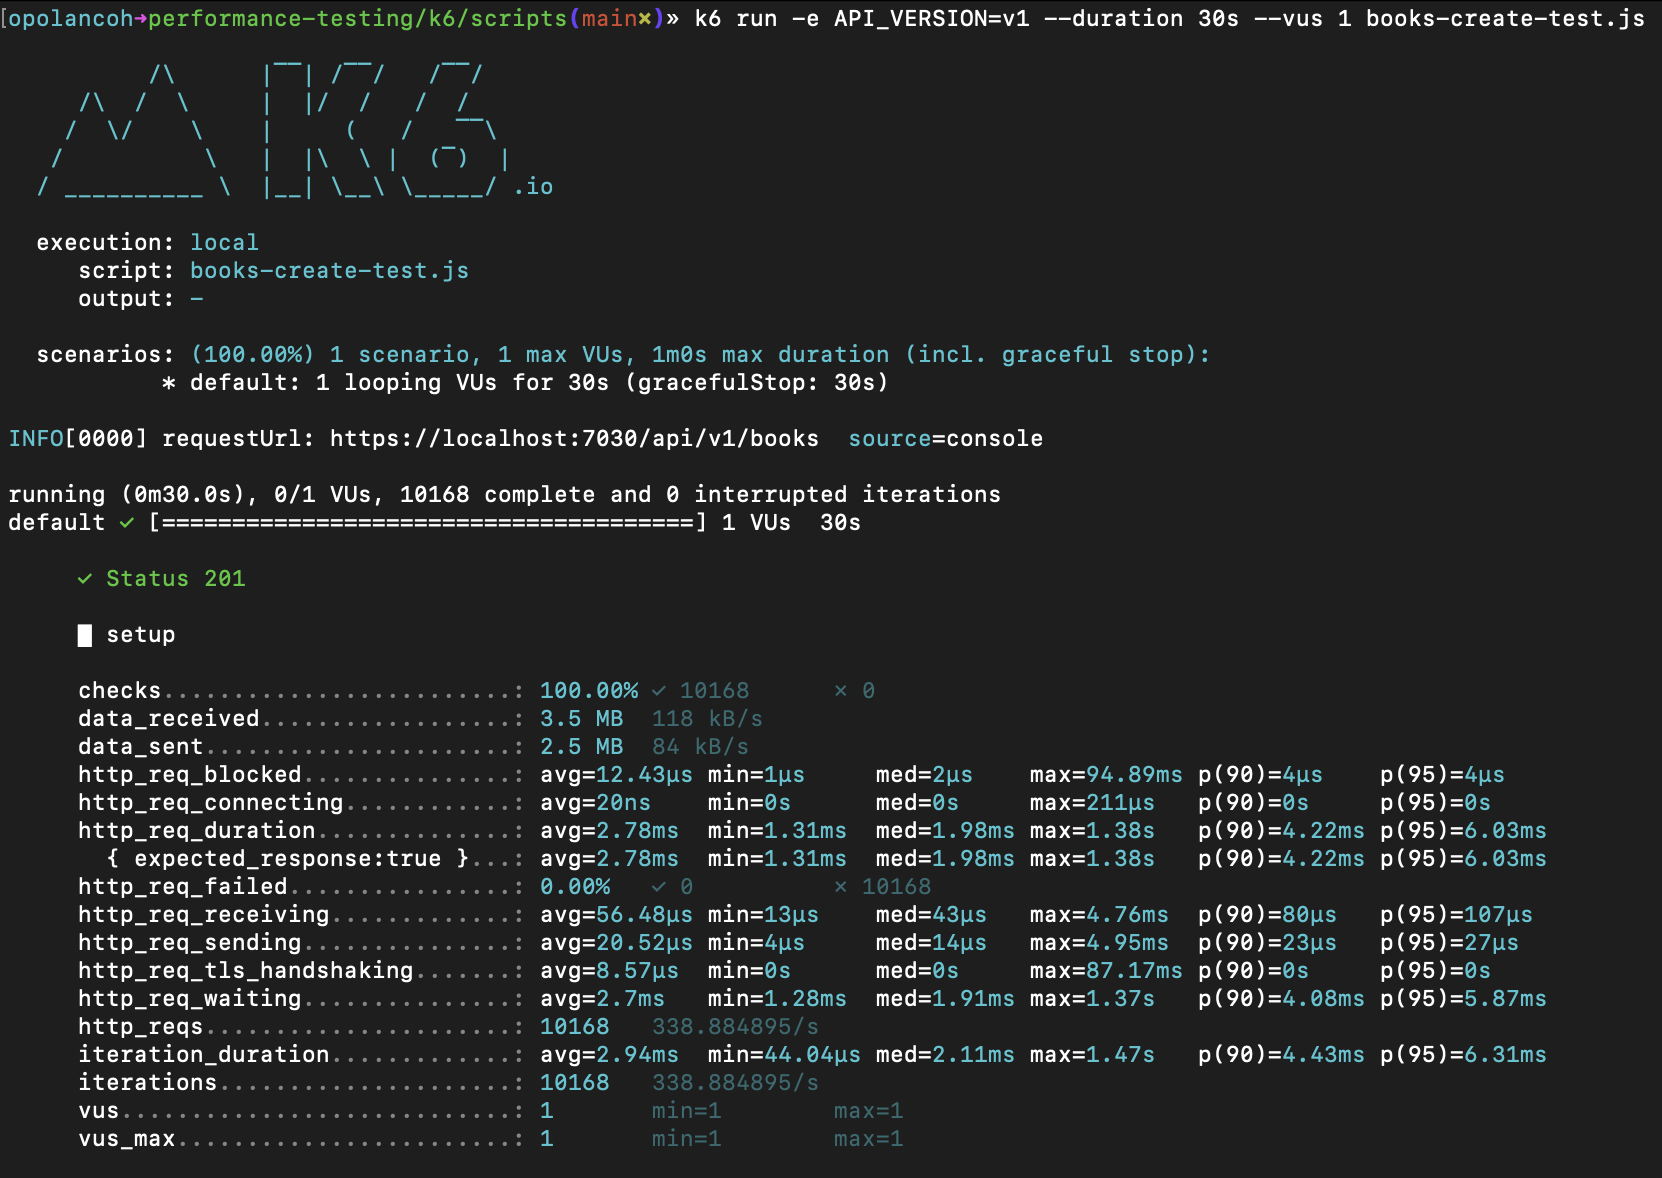 [opolancoh→performance-testing/k6/scripts(main✖)» k6 run -e API_VERSION=v1 --duration 30s --vus 1 books-create-test.js
.io
execution: local
script: books-create-test.js
output: -
scenarios: (100.00%) 1 scenario, 1 max VUs, 1m0s max duration (incl. graceful stop):
* default: 1 looping VUs for 30s (gracefulStop: 30s)
INFO[0000] requestUrl: https://localhost:7030/api/v1/books  source=console
running (0m30.0s), 0/1 VUs, 10168 complete and 0 interrupted iterations
default ✓ [======================================] 1 VUs  30s
✓ Status 201
█ setup
checks.........................: 100.00% ✓ 10168      ✗ 0
data_received..................: 3.5 MB  118 kB/s
data_sent......................: 2.5 MB  84 kB/s
http_req_blocked...............: avg=12.43µs min=1µs     med=2µs    max=94.89ms p(90)=4µs    p(95)=4µs
http_req_connecting............: avg=20ns    min=0s      med=0s     max=211µs   p(90)=0s     p(95)=0s
http_req_duration..............: avg=2.78ms  min=1.31ms  med=1.98ms max=1.38s   p(90)=4.22ms p(95)=6.03ms
{ expected_response:true }...: avg=2.78ms  min=1.31ms  med=1.98ms max=1.38s   p(90)=4.22ms p(95)=6.03ms
http_req_failed................: 0.00%   ✓ 0          ✗ 10168
http_req_receiving.............: avg=56.48µs min=13µs    med=43µs   max=4.76ms  p(90)=80µs   p(95)=107µs
http_req_sending...............: avg=20.52µs min=4µs     med=14µs   max=4.95ms  p(90)=23µs   p(95)=27µs
http_req_tls_handshaking.......: avg=8.57µs  min=0s      med=0s     max=87.17ms p(90)=0s     p(95)=0s
http_req_waiting...............: avg=2.7ms   min=1.28ms  med=1.91ms max=1.37s   p(90)=4.08ms p(95)=5.87ms
http_reqs......................: 10168   338.884895/s
iteration_duration.............: avg=2.94ms  min=44.04µs med=2.11ms max=1.47s   p(90)=4.43ms p(95)=6.31ms
iterations.....................: 10168   338.884895/s
vus............................: 1       min=1        max=1
vus_max........................: 1       min=1        max=1